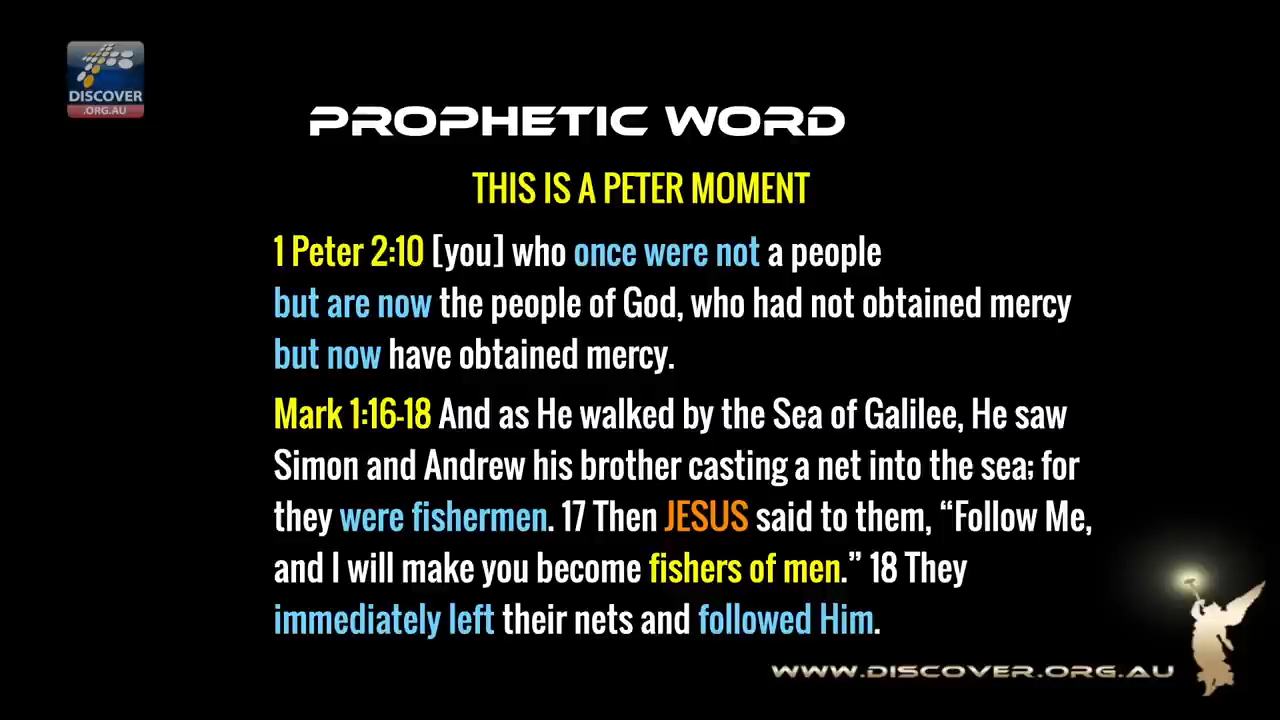 DISCOVER
.ORG.AU
PROPHETIC WORD
THIS IS A PETER MOMENT
1 Peter 2:10 [you] who once were not a people
but are now the people of God, who had not obtained mercy
but now have obtained mercy.
Mark 1:16-18 And as He walked by the Sea of Galilee, He saw
Simon and Andrew his brother casting a net into the sea; for
they were fishermen. 17 Then JESUS said to them, “Follow Me,
and I will make you become fishers of men.” 18 They
immediately left their nets and followed Him.
WWW.DISCOVER.ORG.AU